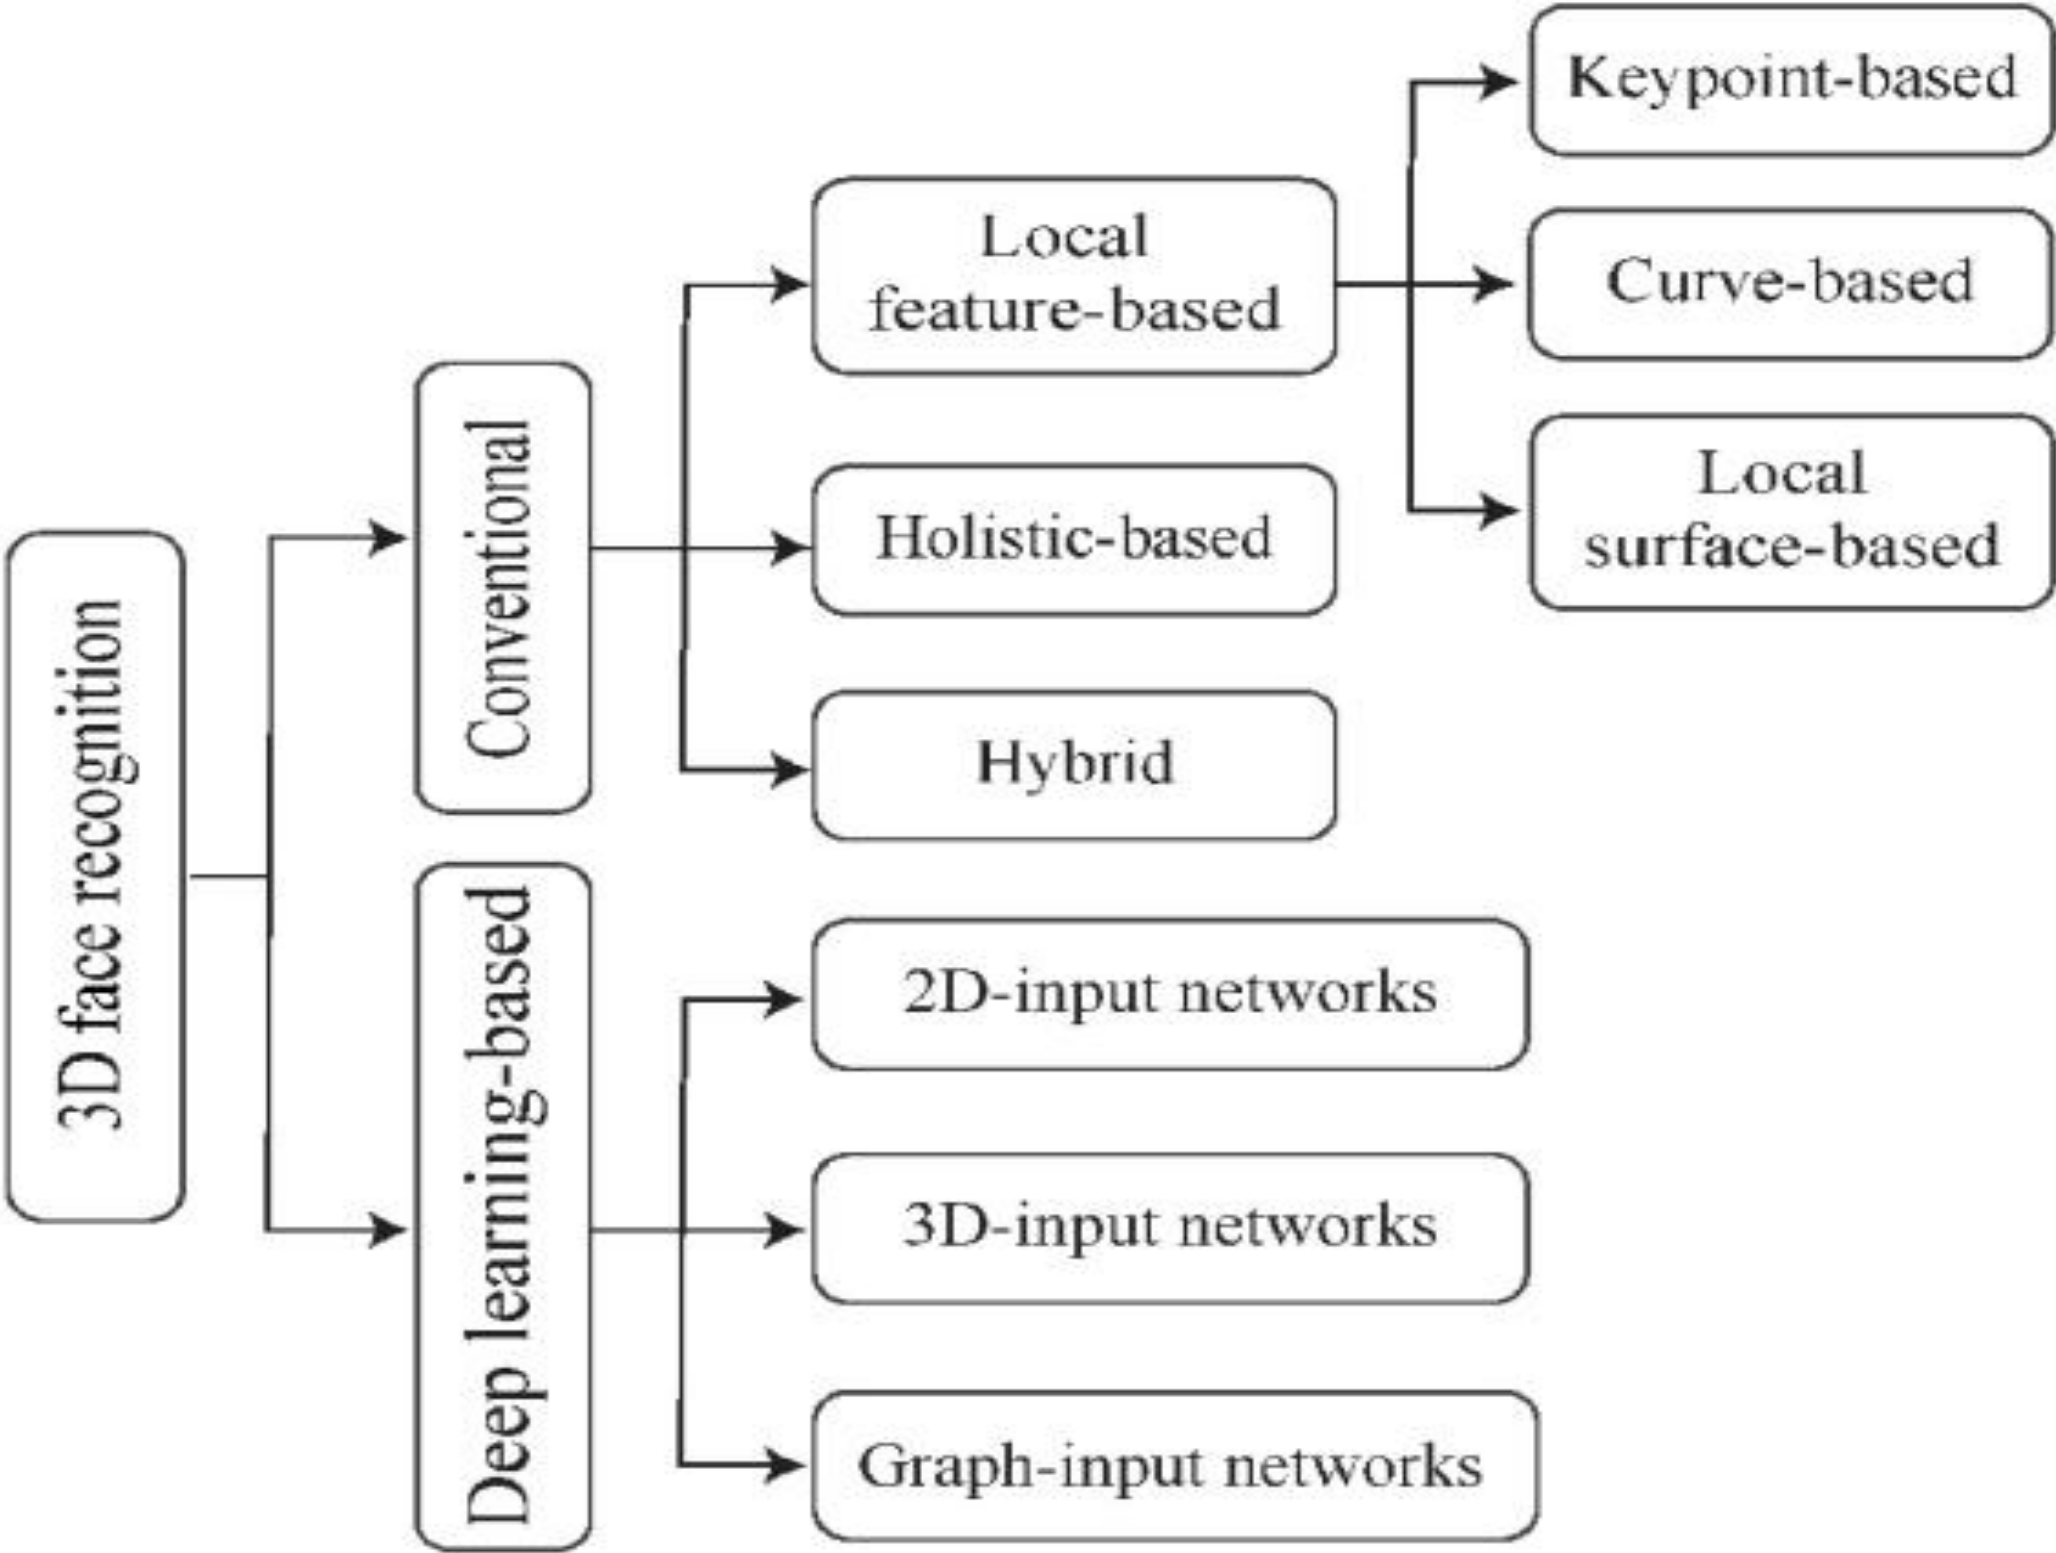 3D face recognition
Conventional
Local
feature-based
Keypoint-based
Curve-based
Local
surface-based
Holistic-based
Hybrid
Deep learning-based
2D-input networks
3D-input networks
Graph-input networks